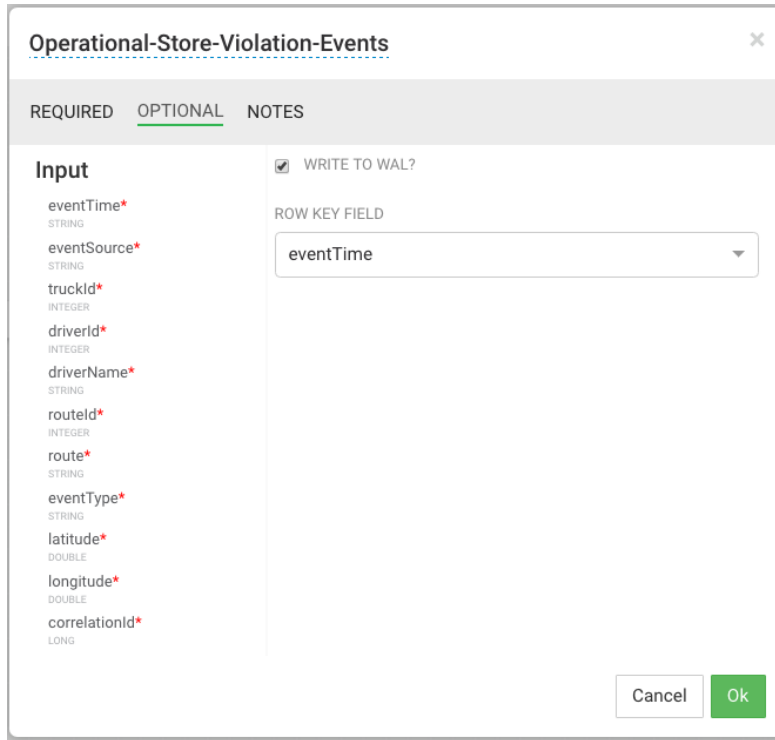 Operational-Store-Violation-Events
×
REQUIRED OPTIONAL NOTES
Input
eventTime*
STRING
eventSource*
STRING
truckId*
INTEGER
driverId*
INTEGER
driverName*
STRING
routeId*
INTEGER
route*
STRING
eventType*
STRING
latitude*
DOUBLE
longitude*
DOUBLE
correlationId*
LONG
WRITE TO WAL?
ROW KEY FIELD
eventTime
Cancel Ok